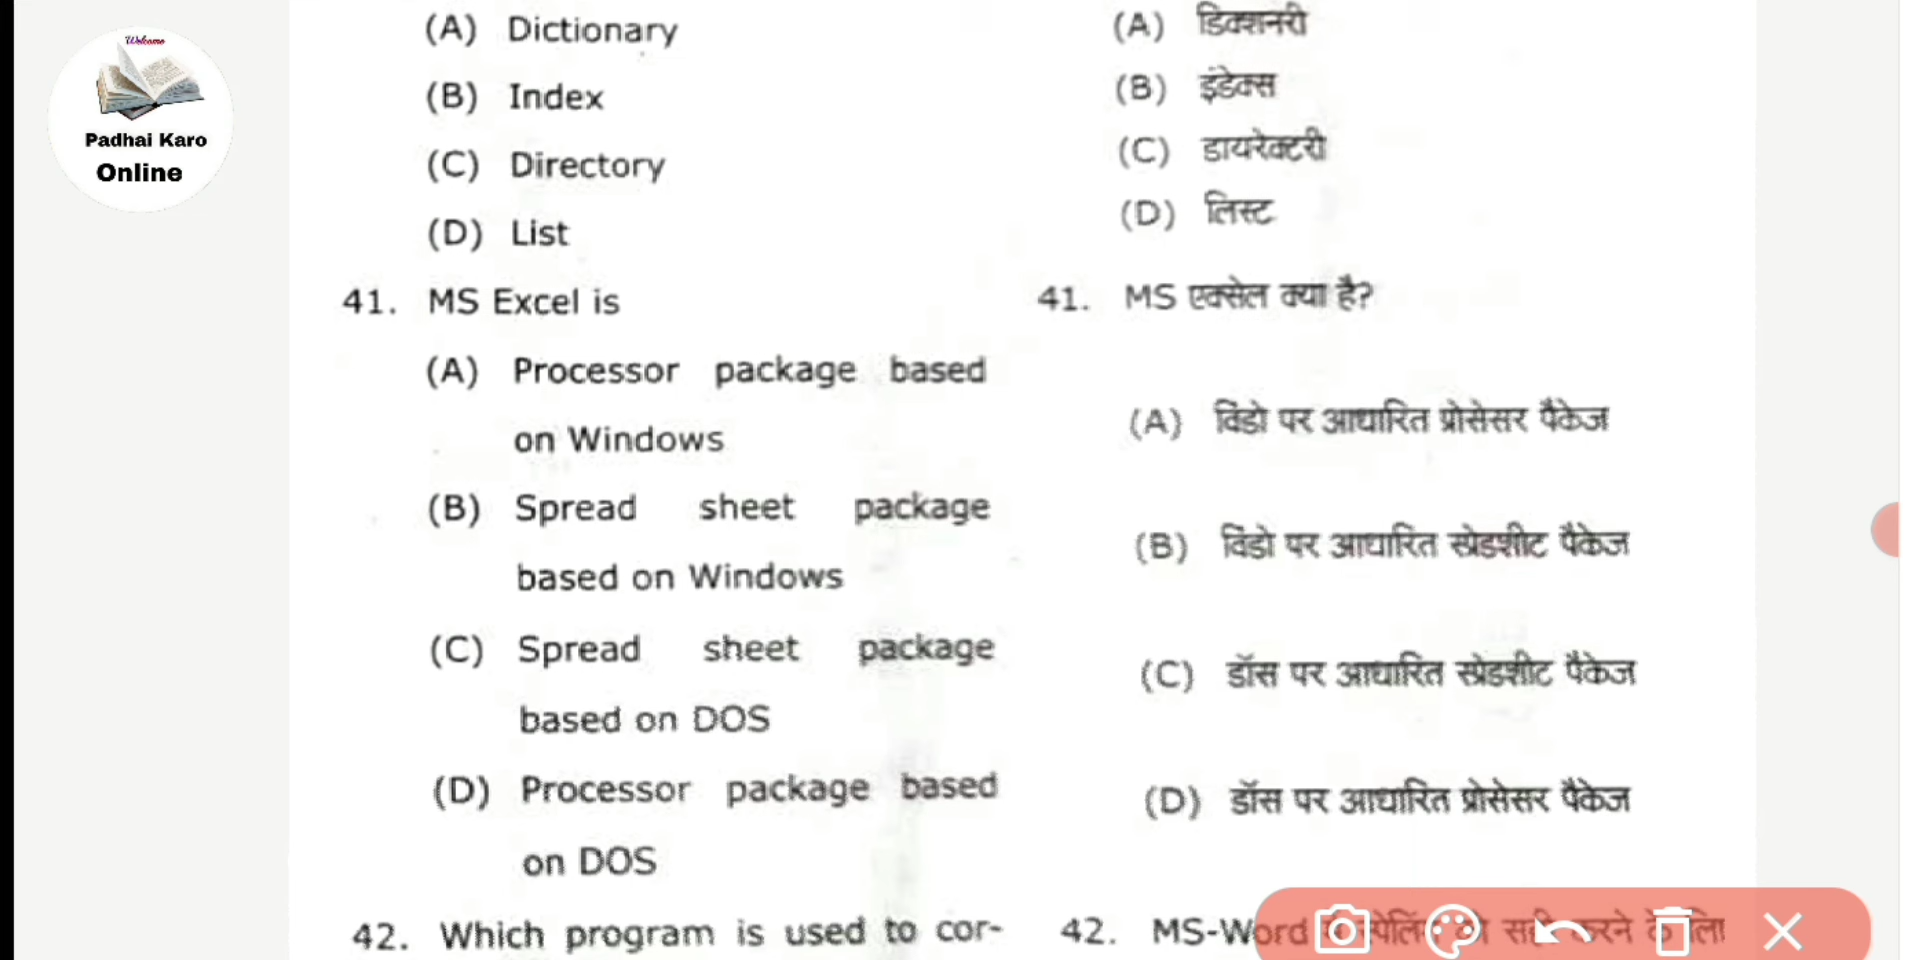 Welcome
Padhai Karo
Online
(A) Dictionary
(B) Index
(C) Directory
(D) List
41. MS Excel is
(A) Processor package based
on Windows
(B) Spread sheet package
based on Windows
(C) Spread sheet package
based on DOS
(D) Processor package based
on DOS
42. Which program is used to cor-
(A) डिक्शनरी
(B) इंडेक्स
(C) डायरेक्टरी
(D) लिस्ट
41. MS एक्सेल क्या है?
(A) विंडो पर आधारित प्रोसेसर पैकेज
(B) विंडो पर आधारित स्प्रेडशीट पैकेज
(C) डॉस पर आधारित स्प्रेडशीट पैकेज
(D) डॉस पर आधारित प्रोसेसर पैकेज
42. MS-Word में स्पेलिंग को सही करने के लिए